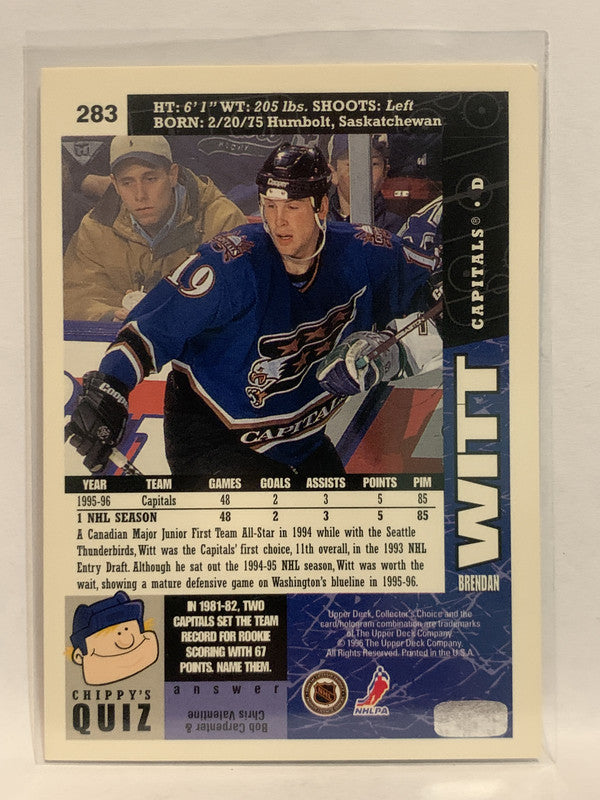 283
HT: 6'1" WT: 205 lbs. SHOOTS: Left
BORN: 2/20/75 Humbolt, Saskatchewan
CAPITALS® • D
BRENDAN
WITT
Cooper
19
CAPITALS
YEAR TEAM GAMES GOALS ASSISTS POINTS PIM
1995-96 Capitals 48 2 3 5 85
1 NHL SEASON 48 2 3 5 85
A Canadian Major Junior First Team All-Star in 1994 while with the Seattle
Thunderbirds, Witt was the Capitals' first choice, 11th overall, in the 1993 NHL
Entry Draft. Although he sat out the 1994-95 NHL season, Witt was worth the
wait, showing a mature defensive game on Washington's blueline in 1995-96.
CHIPPY'S
QUIZ
IN 1981-82, TWO
CAPITALS SET THE TEAM
RECORD FOR ROOKIE
SCORING WITH 67
POINTS. NAME THEM.
answer
Bob Carpenter &
Chris Valentine
Upper Deck, Collector's Choice and the
card/hologram combination are trademarks
of The Upper Deck Company.
© 1996 The Upper Deck Company.
All Rights Reserved. Printed in the U.S.A.
NHL
NHLPA